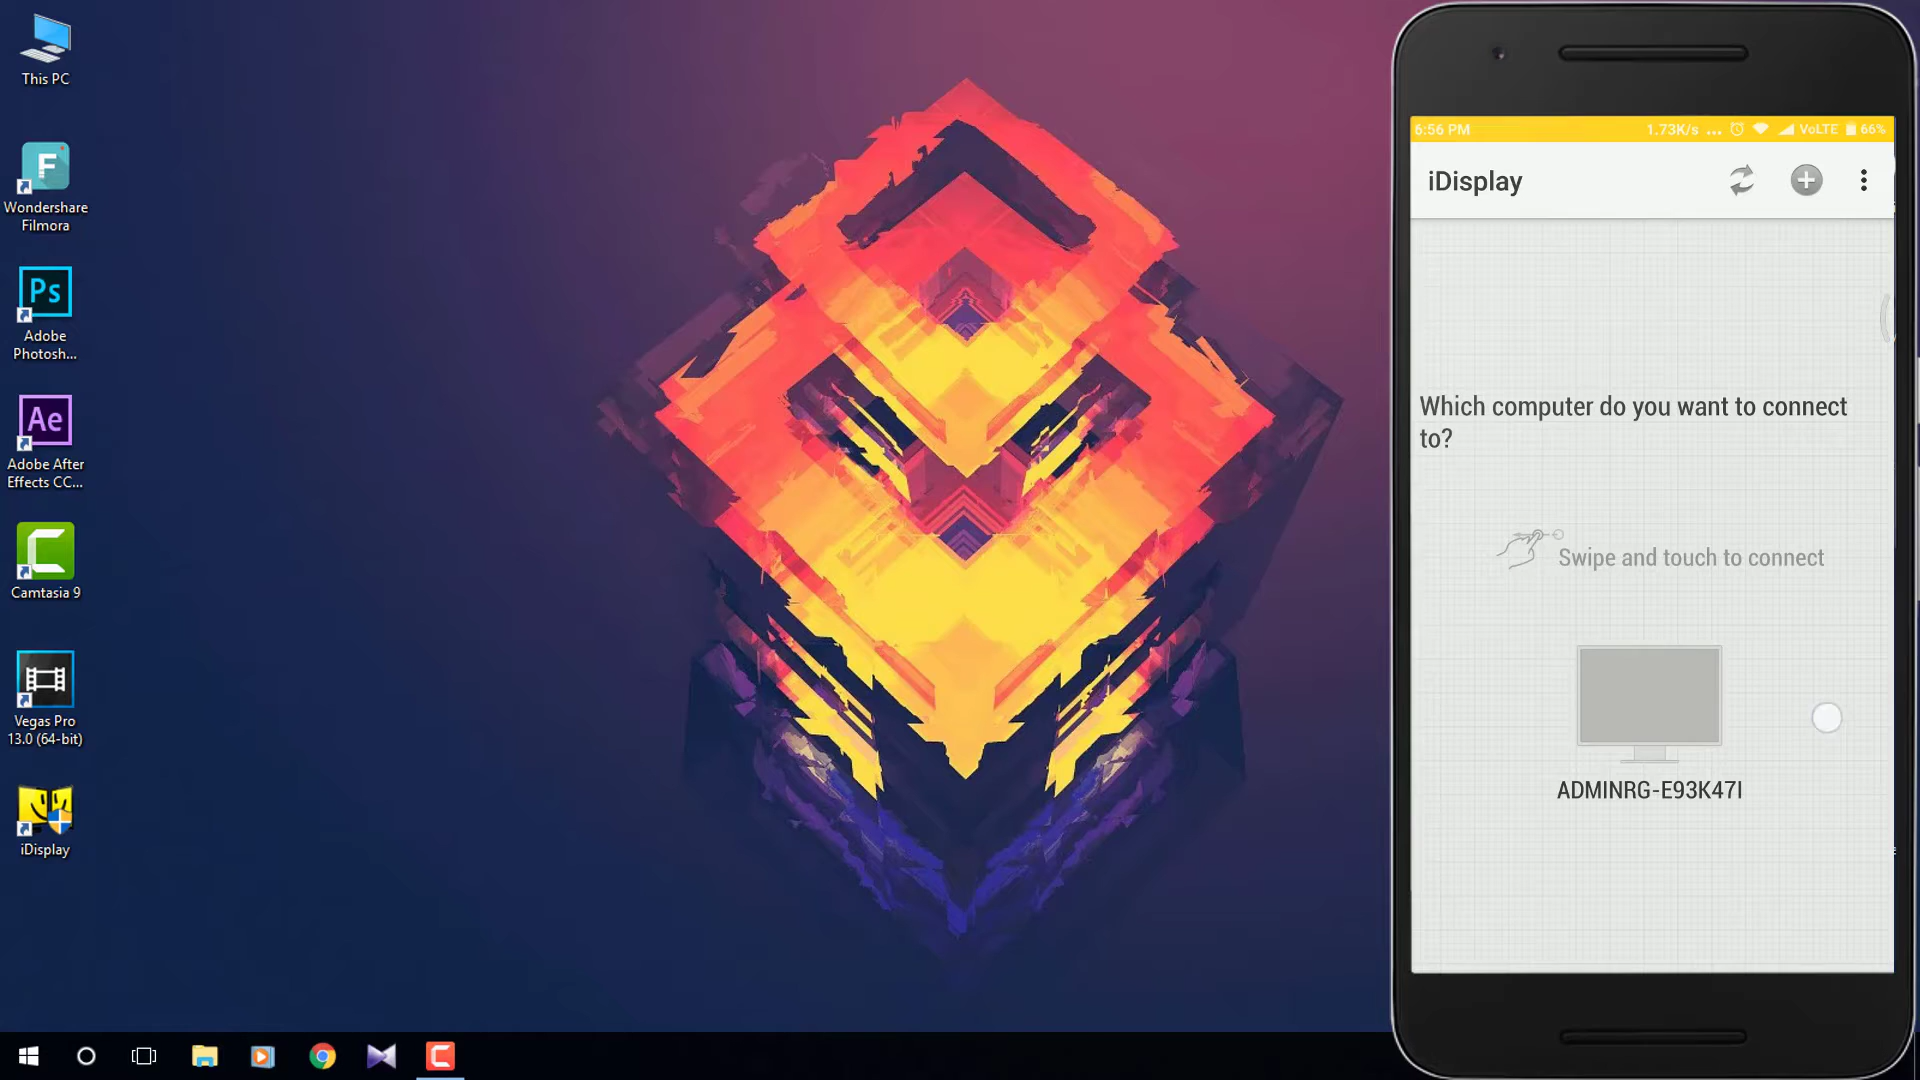 This PC
F
Wondershare
Filmora
Ps
Adobe
Photosh...
Ae
Adobe After
Effects CC...
Camtasia 9
Vegas Pro
13.0 (64-bit)
iDisplay
6:56 PM
1.73K/s ... VoLTE 66%
iDisplay
Which computer do you want to connect
to?
Swipe and touch to connect
ADMINRG-E93K47I